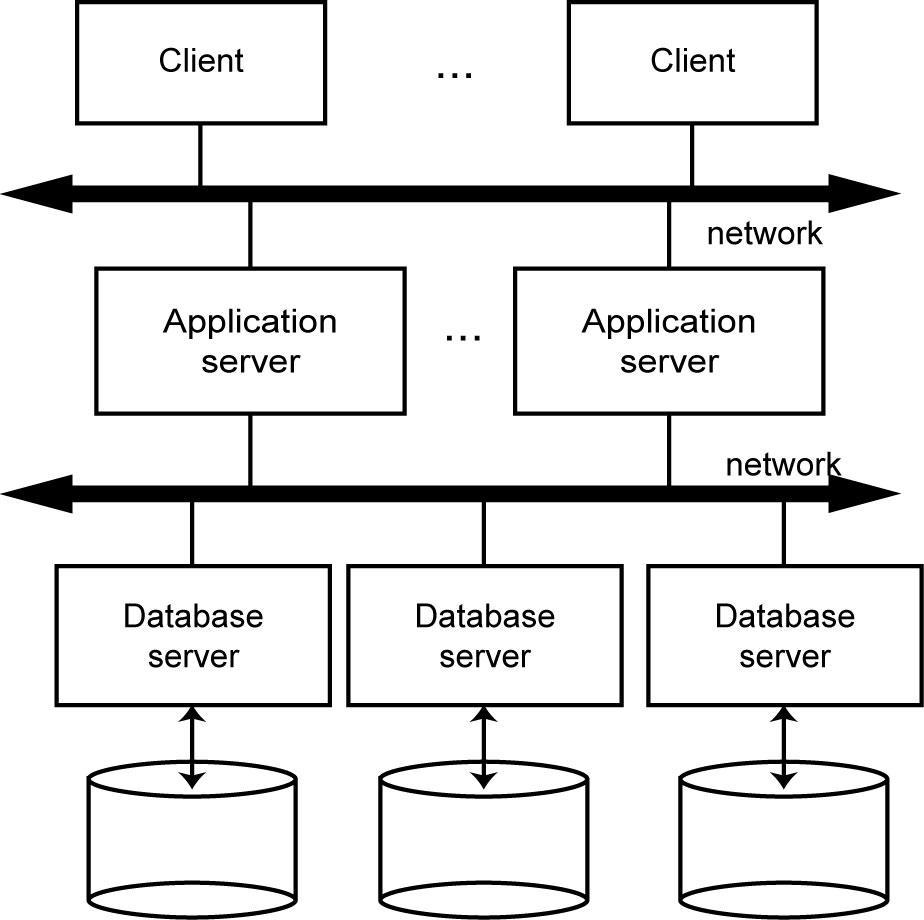 Client
...
Client
network
Application
server
...
Application
server
network
Database
server
Database
server
Database
server